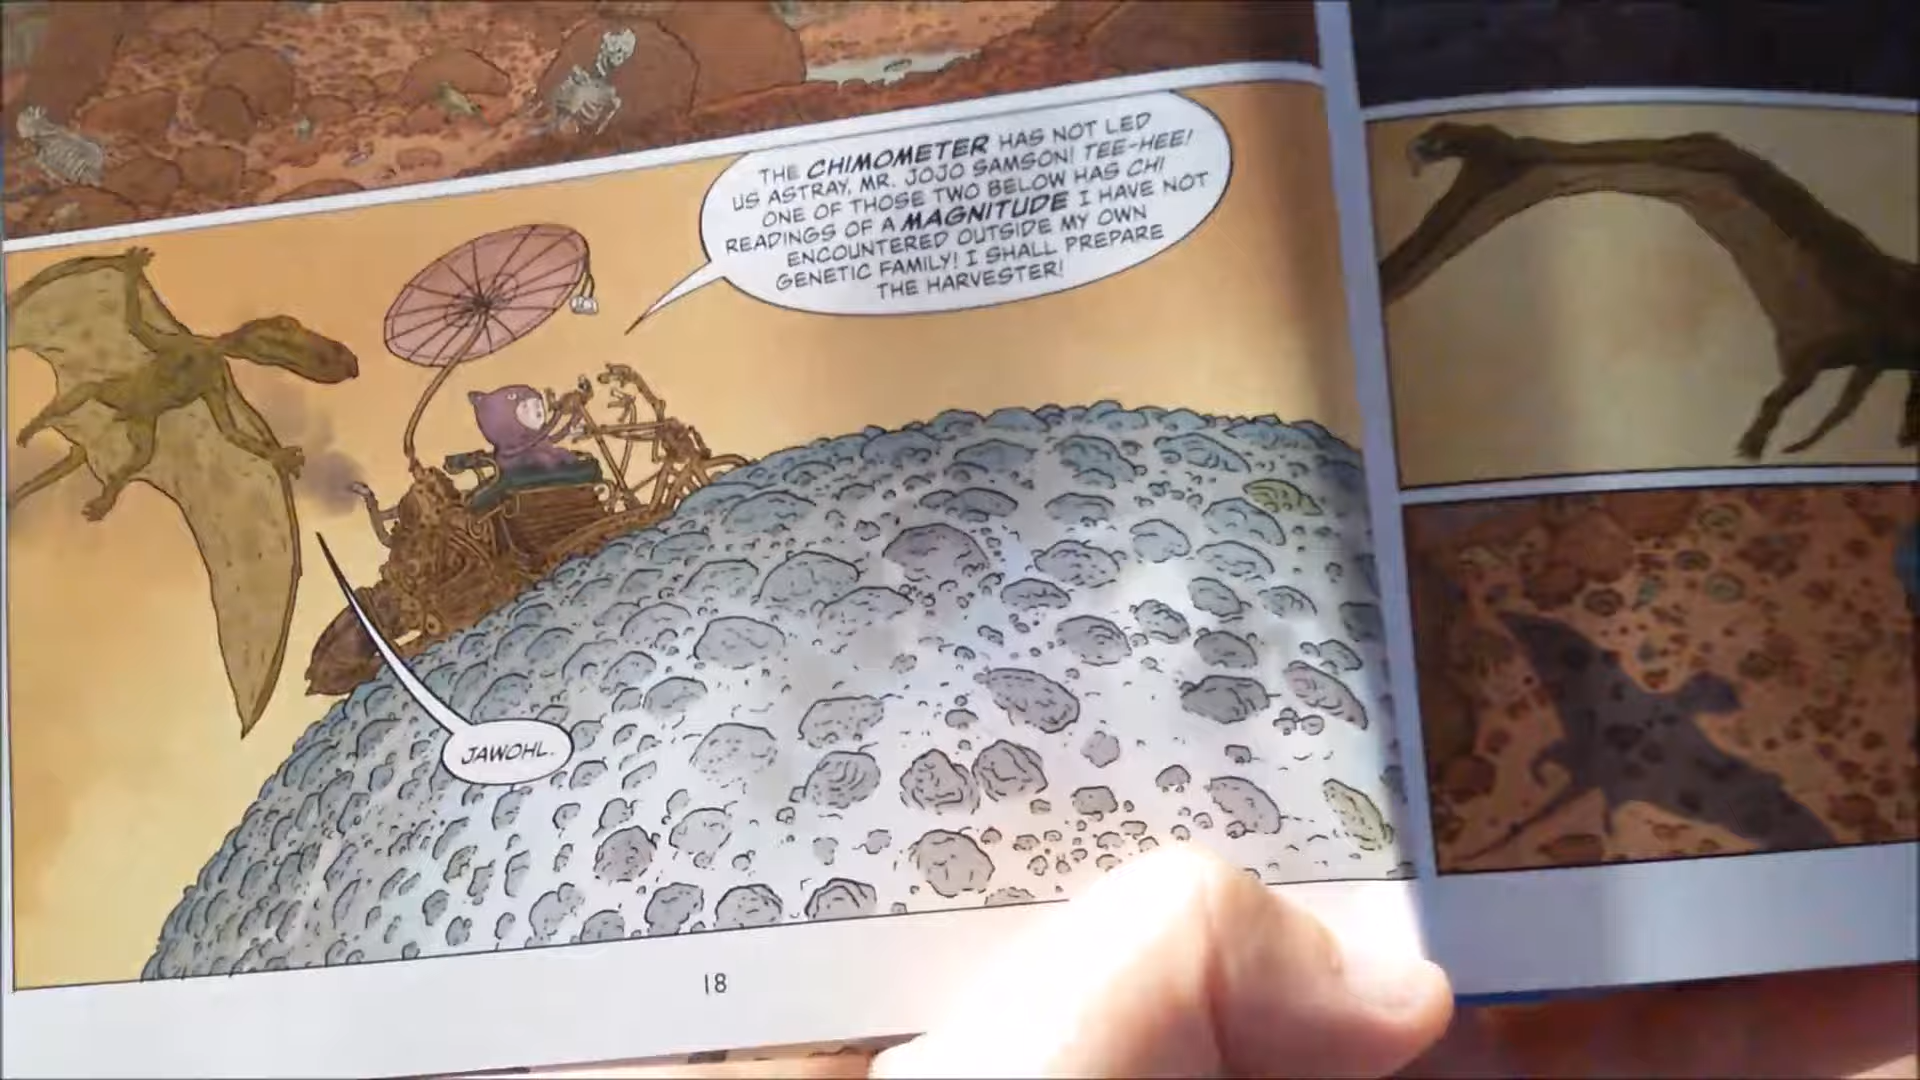 THE CHIMOMETER HAS NOT LED
US ASTRAY, MR. JOJO SAMSON! TEE-HEE!
ONE OF THOSE TWO BELOW HAS CHI
READINGS OF A MAGNITUDE I HAVE NOT
ENCOUNTERED OUTSIDE MY OWN
GENETIC FAMILY! I SHALL PREPARE
THE HARVESTER!
JAWOHL.
18